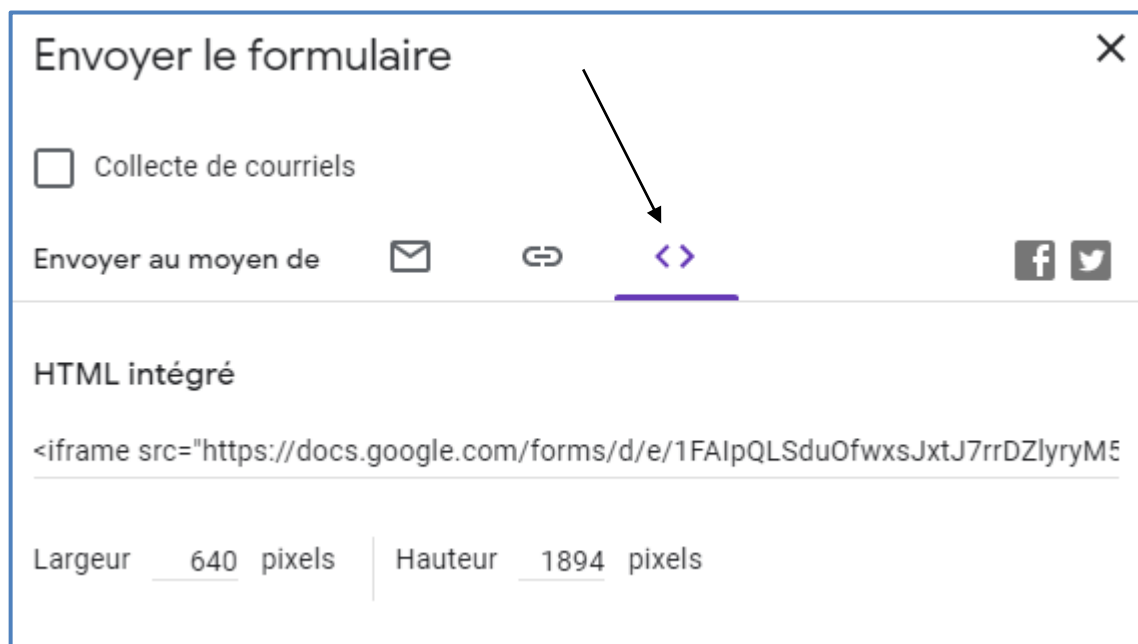 Envoyer le formulaire
Collecte de courriels
Envoyer au moyen de
HTML intégré
<iframe src="https://docs.google.com/forms/d/e/1FAIpQLSduOfwxsJxtJ7rrDZlyryM5
Largeur 640 pixels Hauteur 1894 pixels